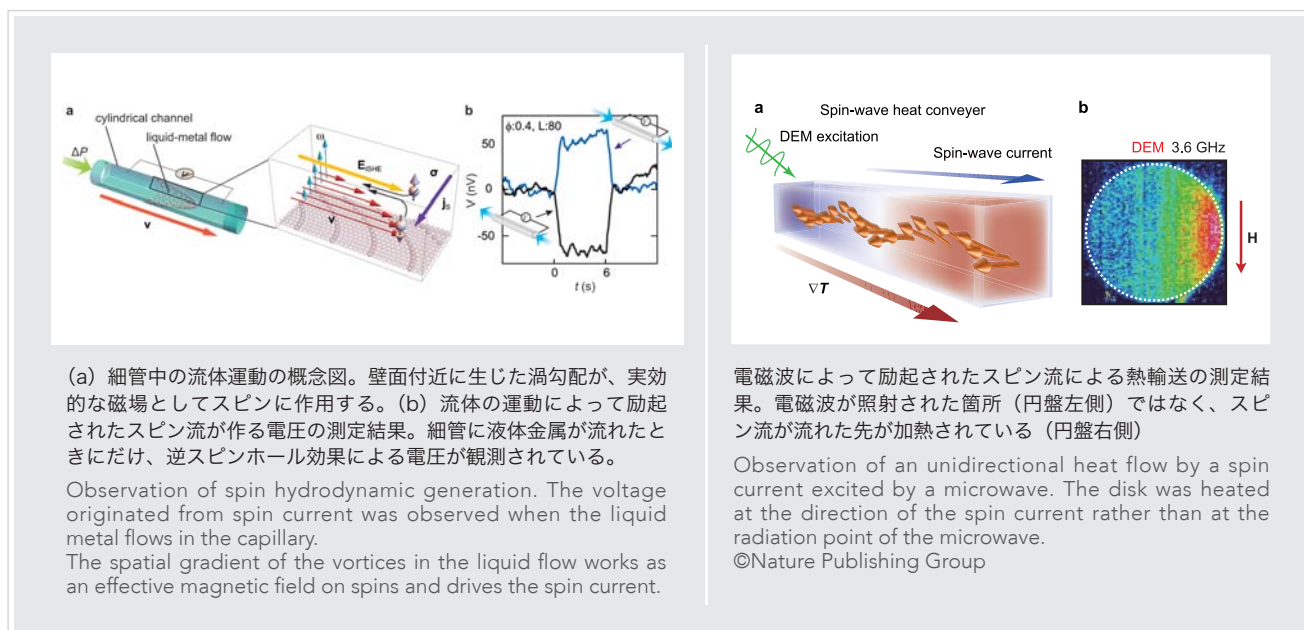 a
cylindrical channel
liquid-metal flow
ΔP
V
v
ω
E_ISHE
σ
j_s
v
b
ϕ:0.4, L:80
50
0
-50
V (nV)
0
6
t (s)
a
Spin-wave heat conveyer
DEM excitation
Spin-wave current
∇T
b
DEM 3.6 GHz
H
(a)細管中の流体運動の概念図。壁面付近に生じた渦勾配が、実効
的な磁場としてスピンに作用する。(b)流体の運動によって励起
されたスピン流が作る電圧の測定結果。細管に液体金属が流れたと
きにだけ、逆スピンホール効果による電圧が観測されている。
Observation of spin hydrodynamic generation. The voltage
originated from spin current was observed when the liquid
metal flows in the capillary.
The spatial gradient of the vortices in the liquid flow works as
an effective magnetic field on spins and drives the spin current.
電磁波によって励起されたスピン流による熱輸送の測定結
果。電磁波が照射された箇所(円盤左側)ではなく、スピ
ン流が流れた先が加熱されている(円盤右側)
Observation of an unidirectional heat flow by a spin
current excited by a microwave. The disk was heated
at the direction of the spin current rather than at the
radiation point of the microwave.
©Nature Publishing Group